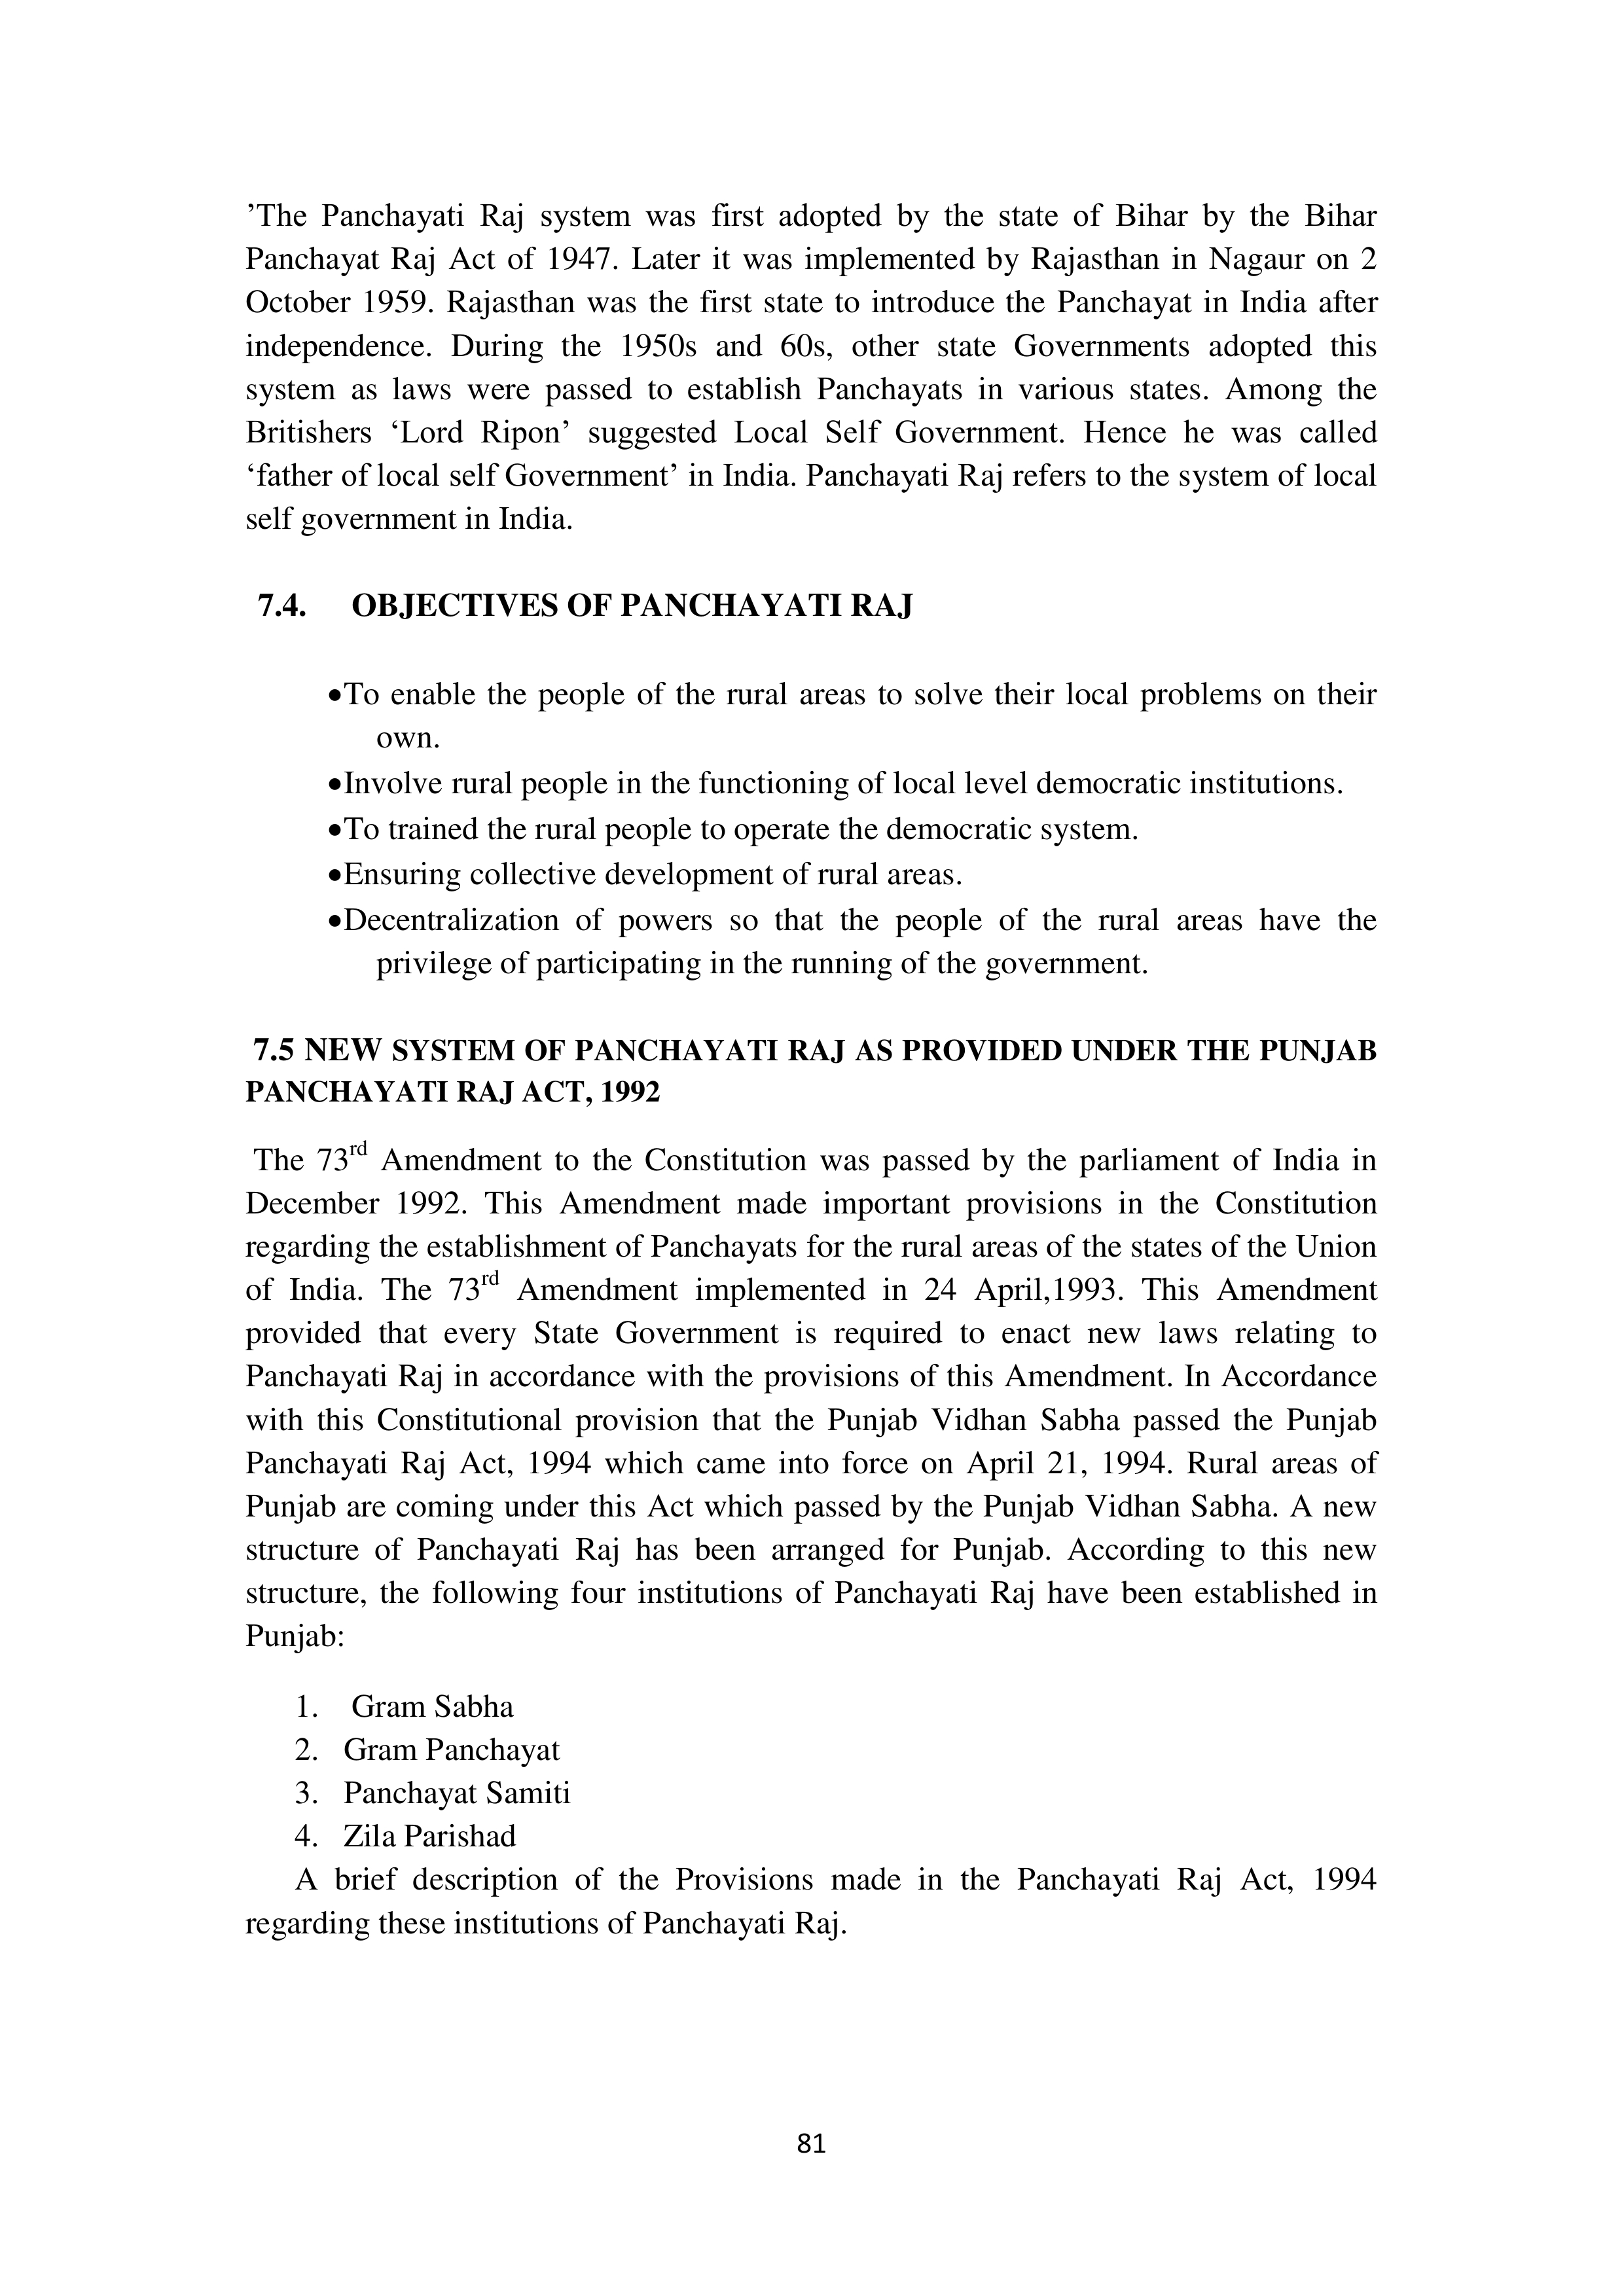 ’The Panchayati Raj system was first adopted by the state of Bihar by the Bihar
Panchayat Raj Act of 1947. Later it was implemented by Rajasthan in Nagaur on 2
October 1959. Rajasthan was the first state to introduce the Panchayat in India after
independence. During the 1950s and 60s, other state Governments adopted this
system as laws were passed to establish Panchayats in various states. Among the
Britishers ‘Lord Ripon’ suggested Local Self Government. Hence he was called
‘father of local self Government’ in India. Panchayati Raj refers to the system of local
self government in India.
7.4. OBJECTIVES OF PANCHAYATI RAJ
•To enable the people of the rural areas to solve their local problems on their
own.
•Involve rural people in the functioning of local level democratic institutions.
•To trained the rural people to operate the democratic system.
•Ensuring collective development of rural areas.
•Decentralization of powers so that the people of the rural areas have the
privilege of participating in the running of the government.
7.5 NEW SYSTEM OF PANCHAYATI RAJ AS PROVIDED UNDER THE PUNJAB
PANCHAYATI RAJ ACT, 1992
The 73rd Amendment to the Constitution was passed by the parliament of India in
December 1992. This Amendment made important provisions in the Constitution
regarding the establishment of Panchayats for the rural areas of the states of the Union
of India. The 73rd Amendment implemented in 24 April,1993. This Amendment
provided that every State Government is required to enact new laws relating to
Panchayati Raj in accordance with the provisions of this Amendment. In Accordance
with this Constitutional provision that the Punjab Vidhan Sabha passed the Punjab
Panchayati Raj Act, 1994 which came into force on April 21, 1994. Rural areas of
Punjab are coming under this Act which passed by the Punjab Vidhan Sabha. A new
structure of Panchayati Raj has been arranged for Punjab. According to this new
structure, the following four institutions of Panchayati Raj have been established in
Punjab:
1. Gram Sabha
2. Gram Panchayat
3. Panchayat Samiti
4. Zila Parishad
A brief description of the Provisions made in the Panchayati Raj Act, 1994
regarding these institutions of Panchayati Raj.
81